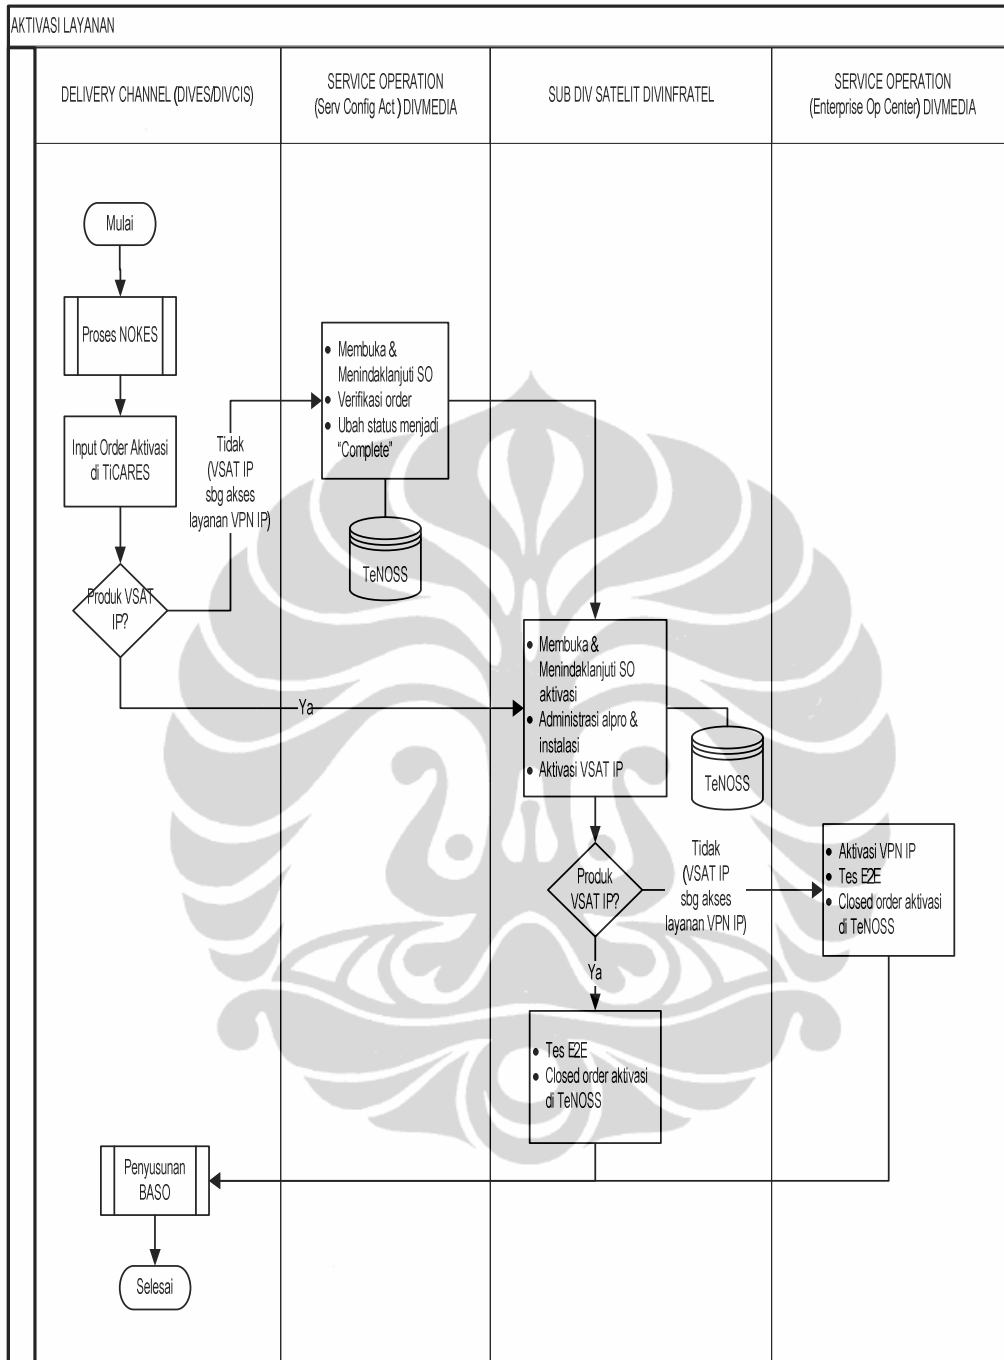 AKTIVASI LAYANAN
DELIVERY CHANNEL (DIVES/DIVCIS)
SERVICE OPERATION
(Serv Config Act ) DIVMEDIA
SUB DIV SATELIT DIVINFRATEL
SERVICE OPERATION
(Enterprise Op Center) DIVMEDIA
Mulai
Proses NOKES
Input Order Aktivasi
di TiCARES
Produk VSAT
IP?
Tidak
(VSAT IP
sbg akses
layanan VPN IP)
• Membuka &
Menindaklanjuti SO
• Verifikasi order
• Ubah status menjadi
“Complete”
TeNOSS
Ya
• Membuka &
Menindaklanjuti SO
aktivasi
• Administrasi alpro &
instalasi
• Aktivasi VSAT IP
TeNOSS
Produk
VSAT IP?
Tidak
(VSAT IP
sbg akses
layanan VPN IP)
• Aktivasi VPN IP
• Tes E2E
• Closed order aktivasi
di TeNOSS
Ya
• Tes E2E
• Closed order aktivasi
di TeNOSS
Penyusunan
BASO
Selesai